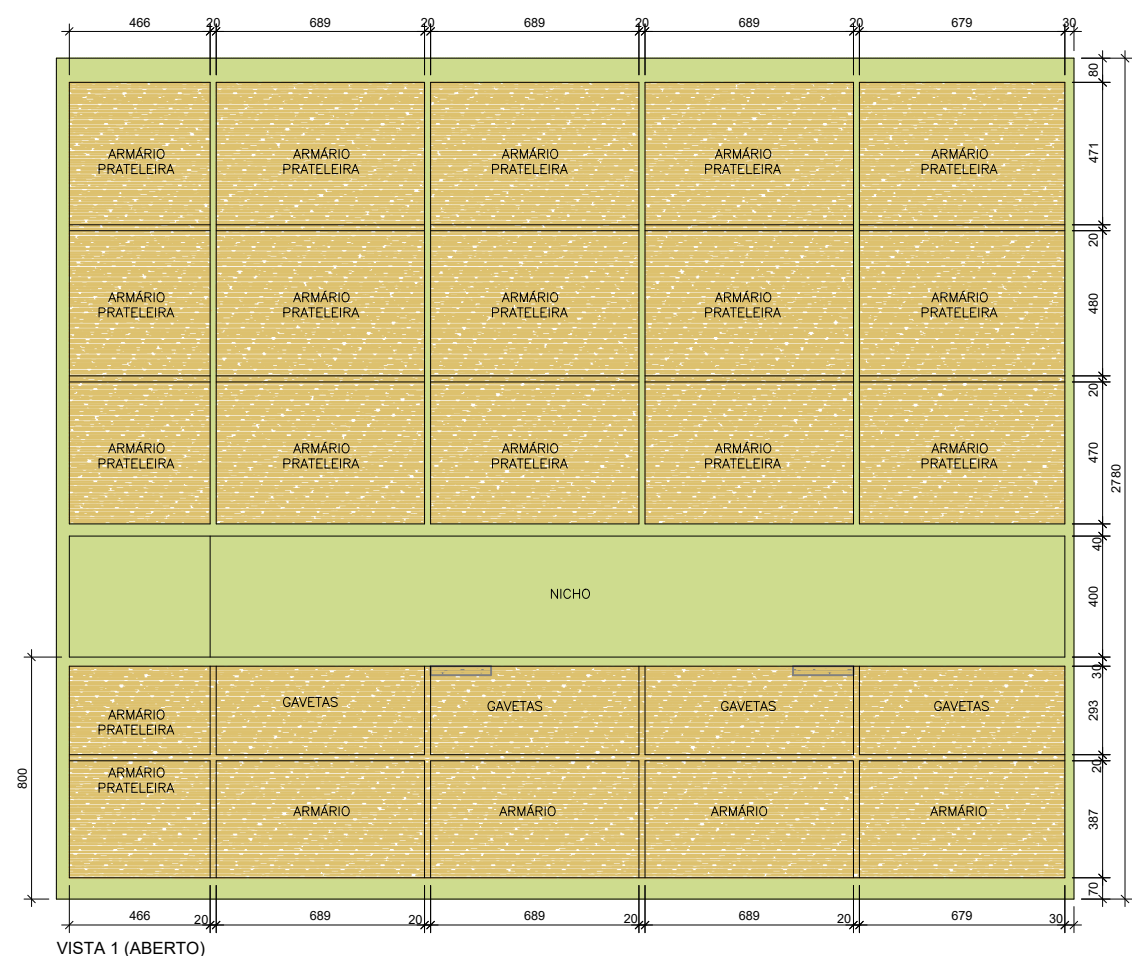 466 20 689 20 689 20 689 20 679 30
80
ARMÁRIO ARMÁRIO ARMÁRIO ARMÁRIO ARMÁRIO
PRATELEIRA PRATELEIRA PRATELEIRA PRATELEIRA PRATELEIRA
471
20
ARMÁRIO ARMÁRIO ARMÁRIO ARMÁRIO ARMÁRIO
PRATELEIRA PRATELEIRA PRATELEIRA PRATELEIRA PRATELEIRA
480
20
ARMÁRIO ARMÁRIO ARMÁRIO ARMÁRIO ARMÁRIO
PRATELEIRA PRATELEIRA PRATELEIRA PRATELEIRA PRATELEIRA
470
2780
40
NICHO
400
30
GAVETAS GAVETAS GAVETAS GAVETAS
ARMÁRIO
PRATELEIRA
293
20
ARMÁRIO
PRATELEIRA
800
ARMÁRIO ARMÁRIO ARMÁRIO ARMÁRIO
387
70
466 20 689 20 689 20 689 20 679 30
VISTA 1 (ABERTO)